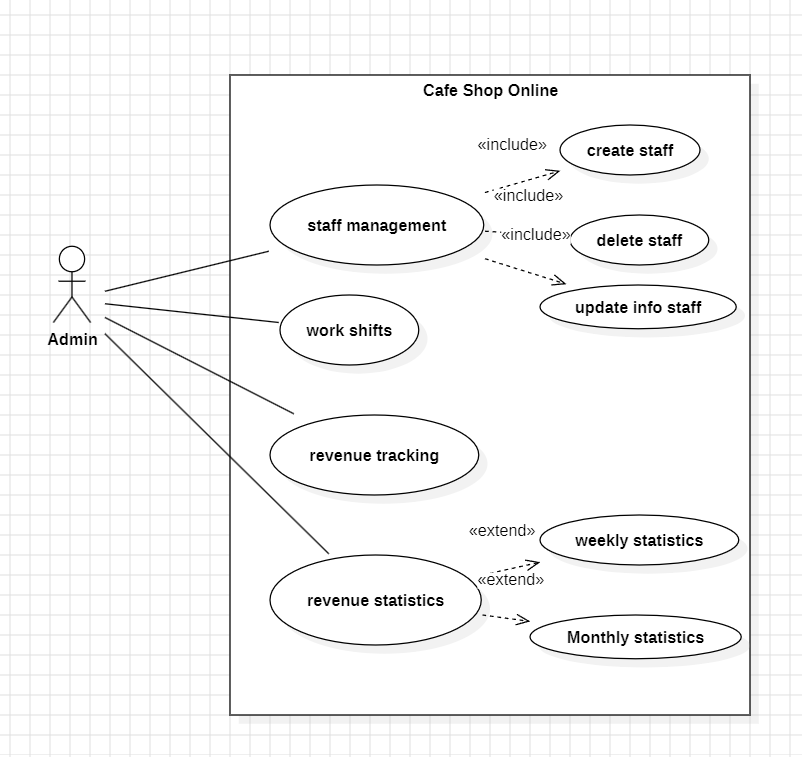 Cafe Shop Online
«include»
create staff
«include»
staff management
«include»
delete staff
update info staff
work shifts
Admin
revenue tracking
«extend»
weekly statistics
«extend»
revenue statistics
Monthly statistics